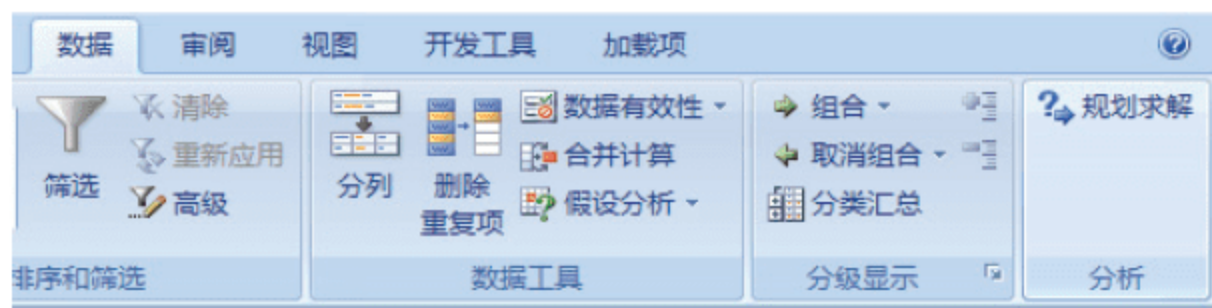 数据 审阅 视图 开发工具 加载项
筛选
清除
重新应用
高级
分列
删除
重复项
数据有效性
合并计算
假设分析
组合
取消组合
分类汇总
规划求解
排序和筛选 数据工具 分级显示 分析